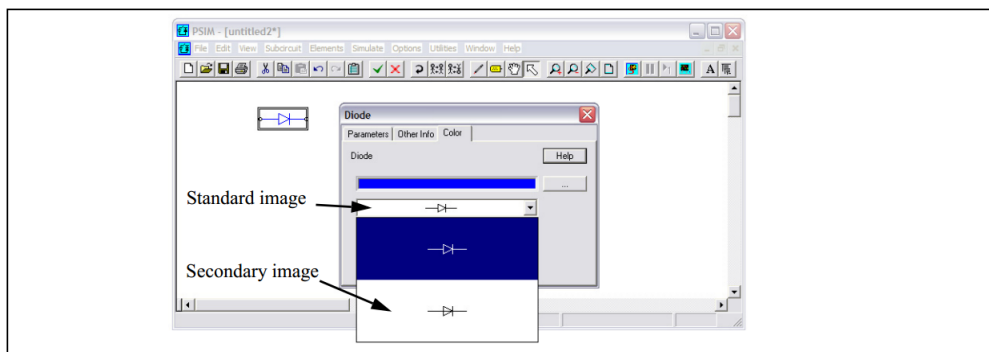 PSIM - [untitled2*]
File Edit View Subcircuit Elements Simulate Options Utilities Window Help
Diode
Parameters Other Info Color
Diode
Help
...
Standard image
Secondary image